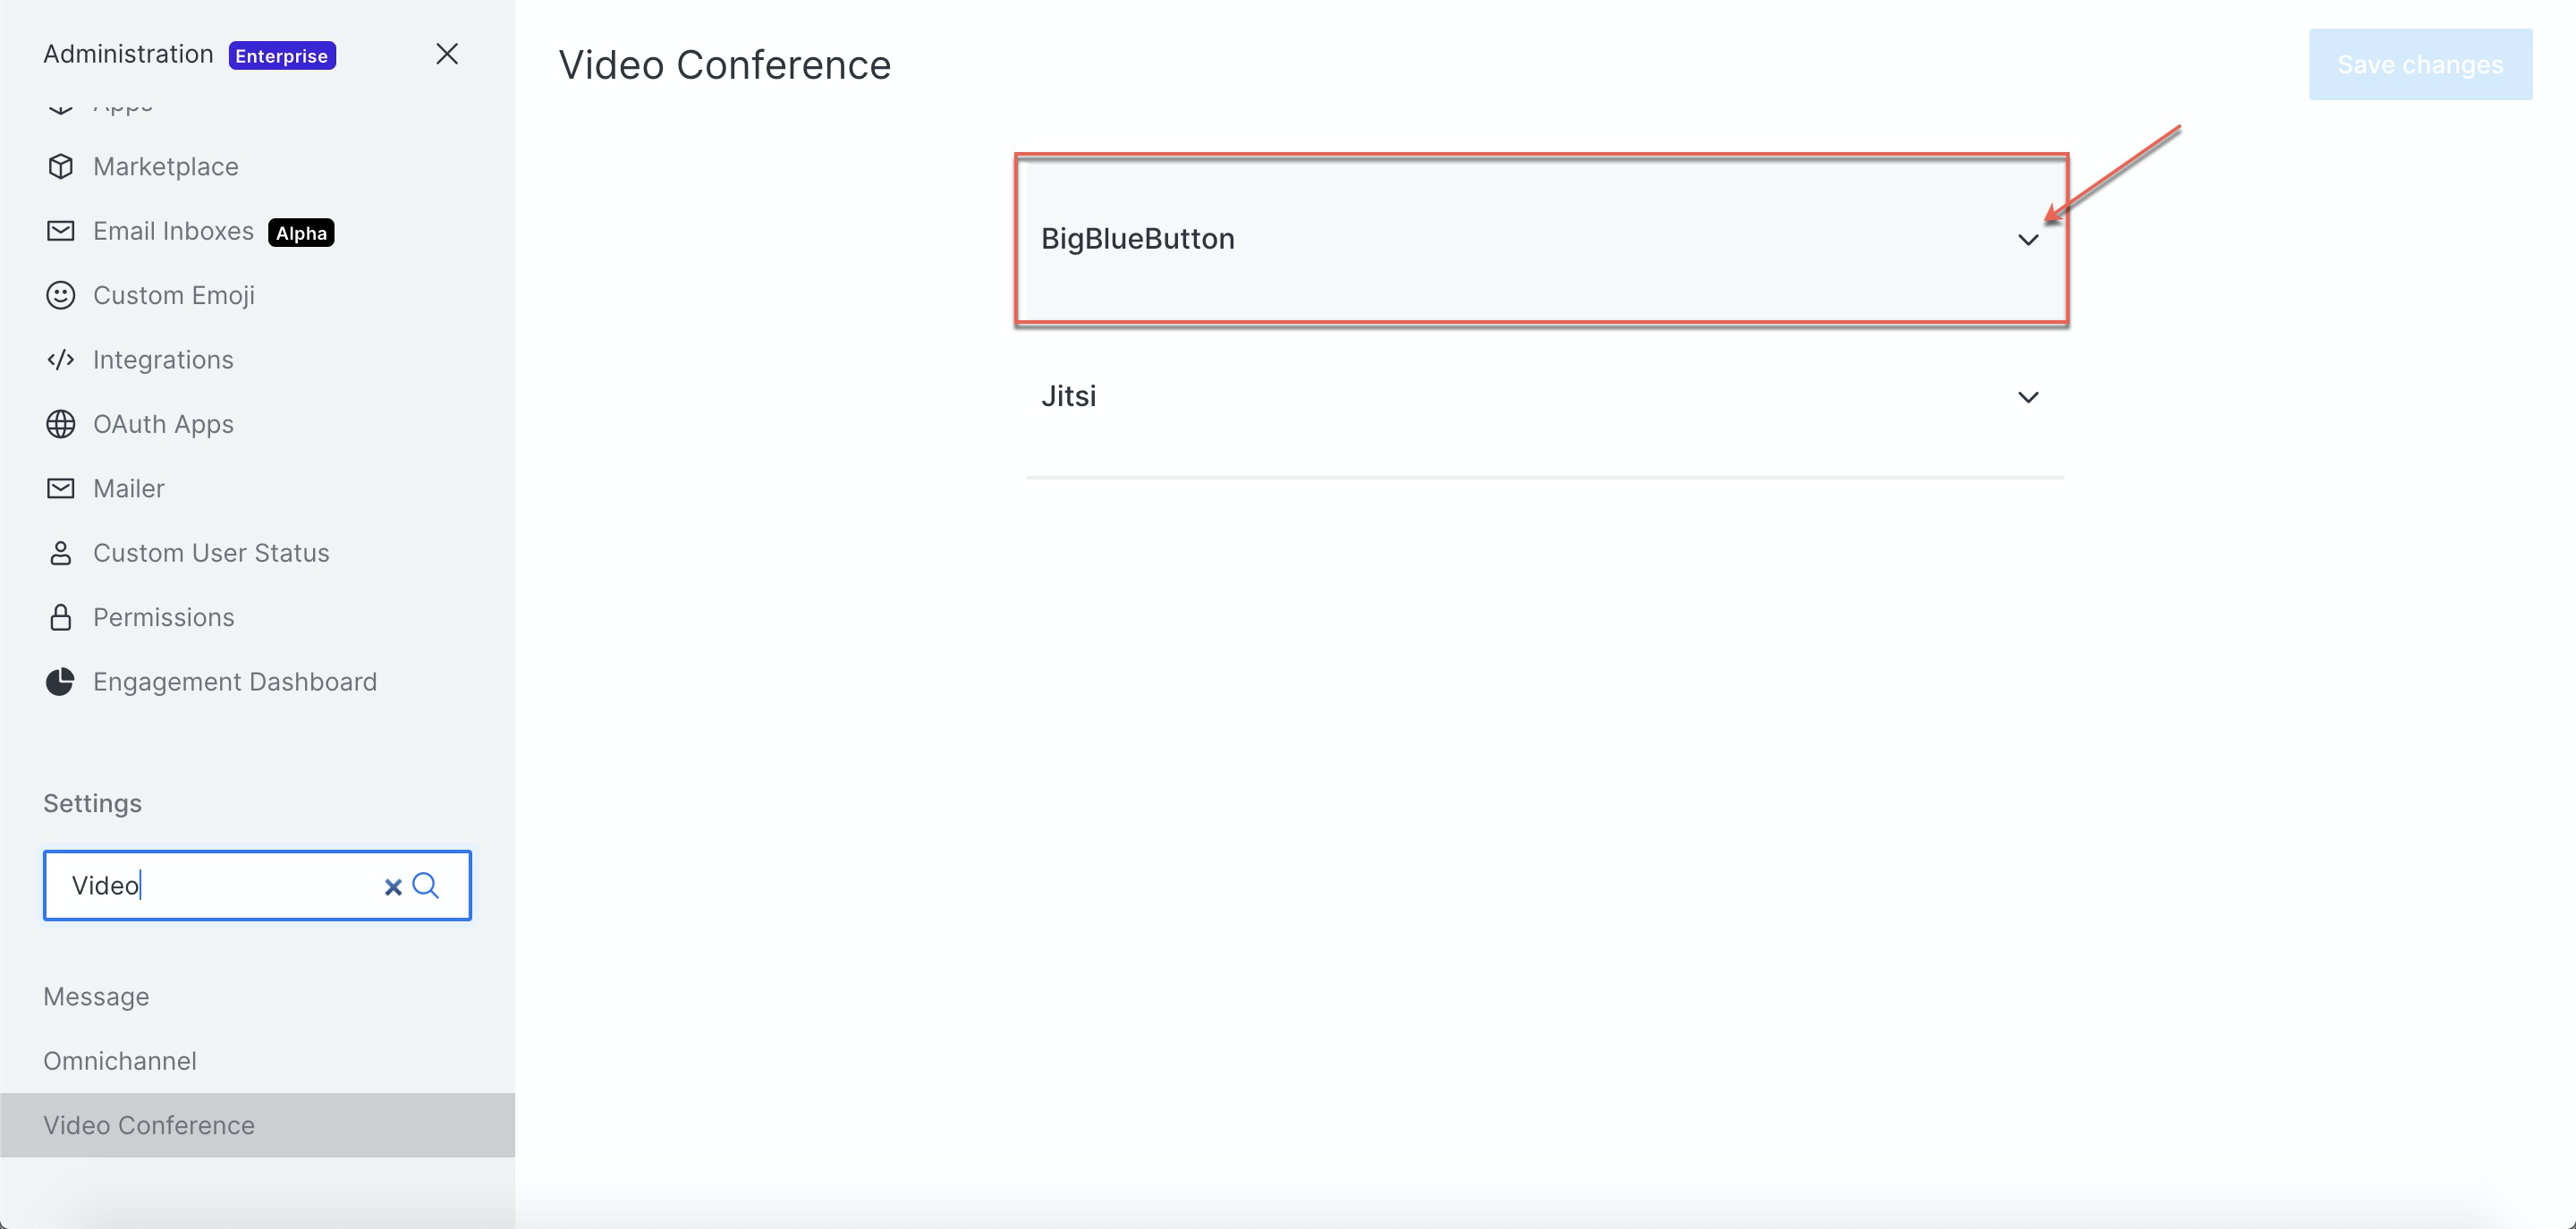 Administration Enterprise
Apps
Marketplace
Email Inboxes Alpha
Custom Emoji
Integrations
OAuth Apps
Mailer
Custom User Status
Permissions
Engagement Dashboard
Settings
Video
Message
Omnichannel
Video Conference
Video Conference
Save changes
BigBlueButton
Jitsi